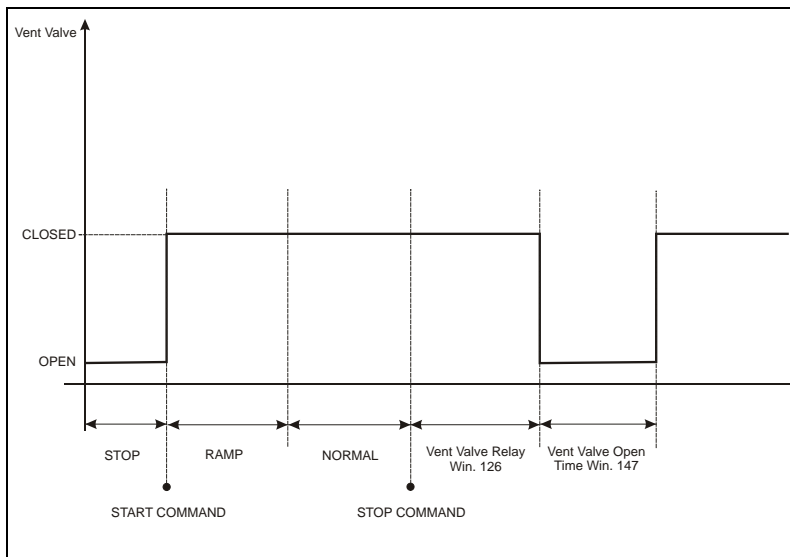 Vent Valve
CLOSED
OPEN
STOP
RAMP
NORMAL
Vent Valve Relay
Win. 126
Vent Valve Open
Time Win. 147
START COMMAND
STOP COMMAND